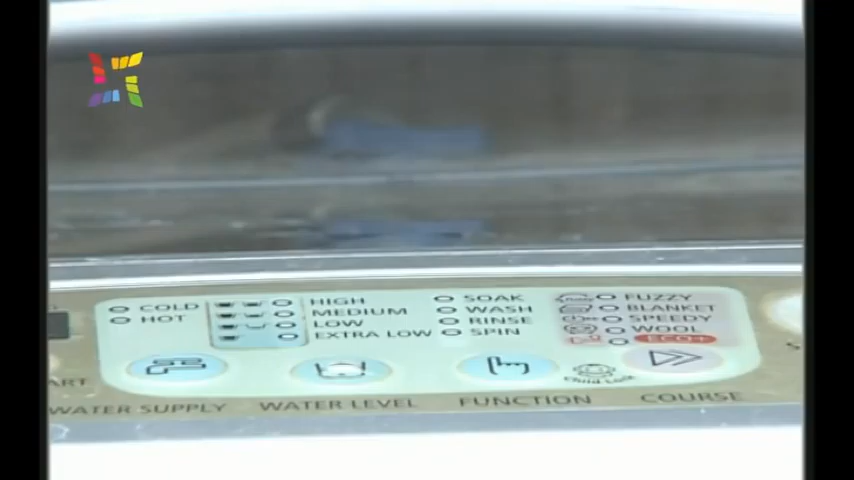 COLD
HOT
HIGH
MEDIUM
LOW
EXTRA LOW
SOAK
WASH
RINSE
SPIN
FUZZY
BLANKET
SPEEDY
WOOL
ECO+
Child Lock
ART
WATER SUPPLY
WATER LEVEL
FUNCTION
COURSE